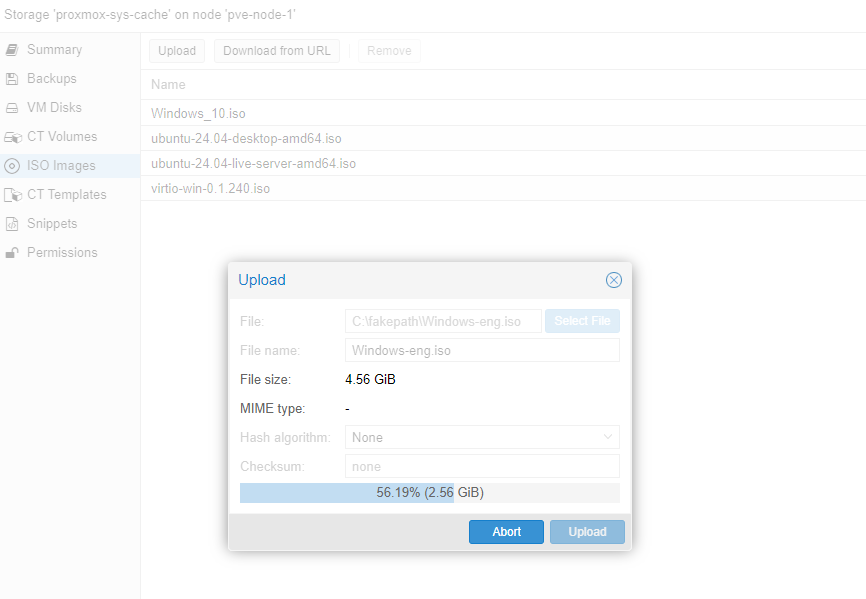 Storage 'proxmox-sys-cache' on node 'pve-node-1'
Summary
Backups
VM Disks
CT Volumes
ISO Images
CT Templates
Snippets
Permissions
Upload Download from URL Remove
Name
Windows_10.iso
ubuntu-24.04-desktop-amd64.iso
ubuntu-24.04-live-server-amd64.iso
virtio-win-0.1.240.iso
Upload
File: C:\fakepath\Windows-eng.iso Select File
File name: Windows-eng.iso
File size: 4.56 GiB
MIME type: -
Hash algorithm: None
Checksum: none
56.19% (2.56 GiB)
Abort Upload